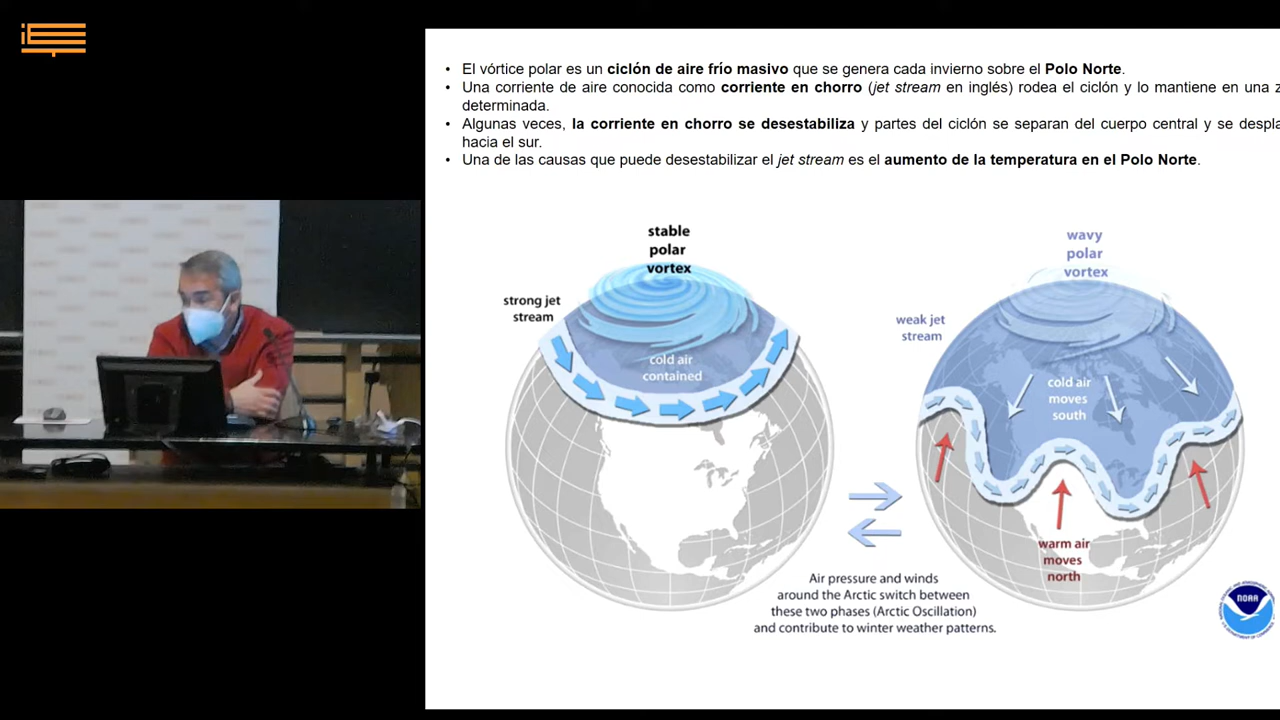 • El vórtice polar es un ciclón de aire frío masivo que se genera cada invierno sobre el Polo Norte.
• Una corriente de aire conocida como corriente en chorro (jet stream en inglés) rodea el ciclón y lo mantiene en una z
determinada.
• Algunas veces, la corriente en chorro se desestabiliza y partes del ciclón se separan del cuerpo central y se despla
hacia el sur.
• Una de las causas que puede desestabilizar el jet stream es el aumento de la temperatura en el Polo Norte.
stable
polar
vortex
strong jet
stream
cold air
contained
wavy
polar
vortex
weak jet
stream
cold air
moves
south
warm air
moves
north
Air pressure and winds
around the Arctic switch between
these two phases (Arctic Oscillation)
and contribute to winter weather patterns.
NOAA